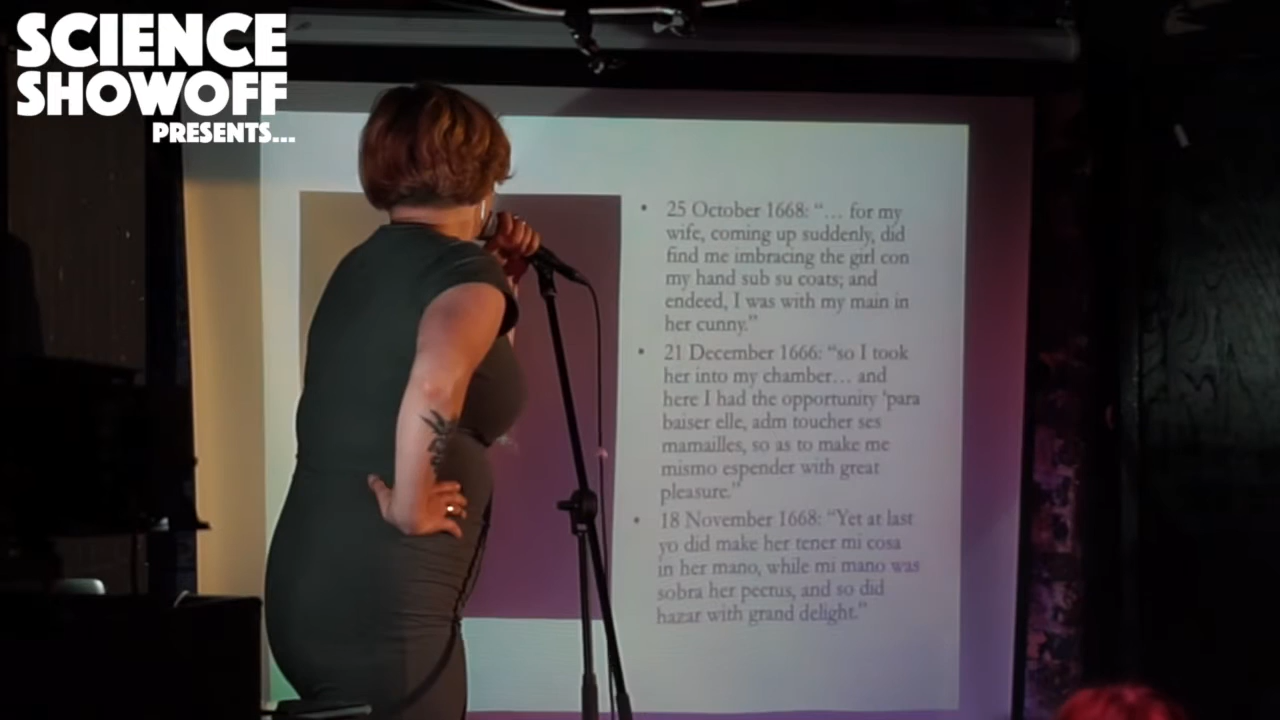 SCIENCE
SHOWOFF
PRESENTS...
• 25 October 1668: “… for my
wife, coming up suddenly, did
find me imbracing the girl con
my hand sub su coats; and
endeed, I was with my main in
her cunny.”
• 21 December 1666: “so I took
her into my chamber… and
here I had the opportunity ‘para
baiser elle, adm toucher ses
mamailles, so as to make me
mismo espender with great
pleasure.”
• 18 November 1668: “Yet at last
yo did make her tener mi cosa
in her mano, while mi mano was
sobra her pectus, and so did
hazar with grand delight.”